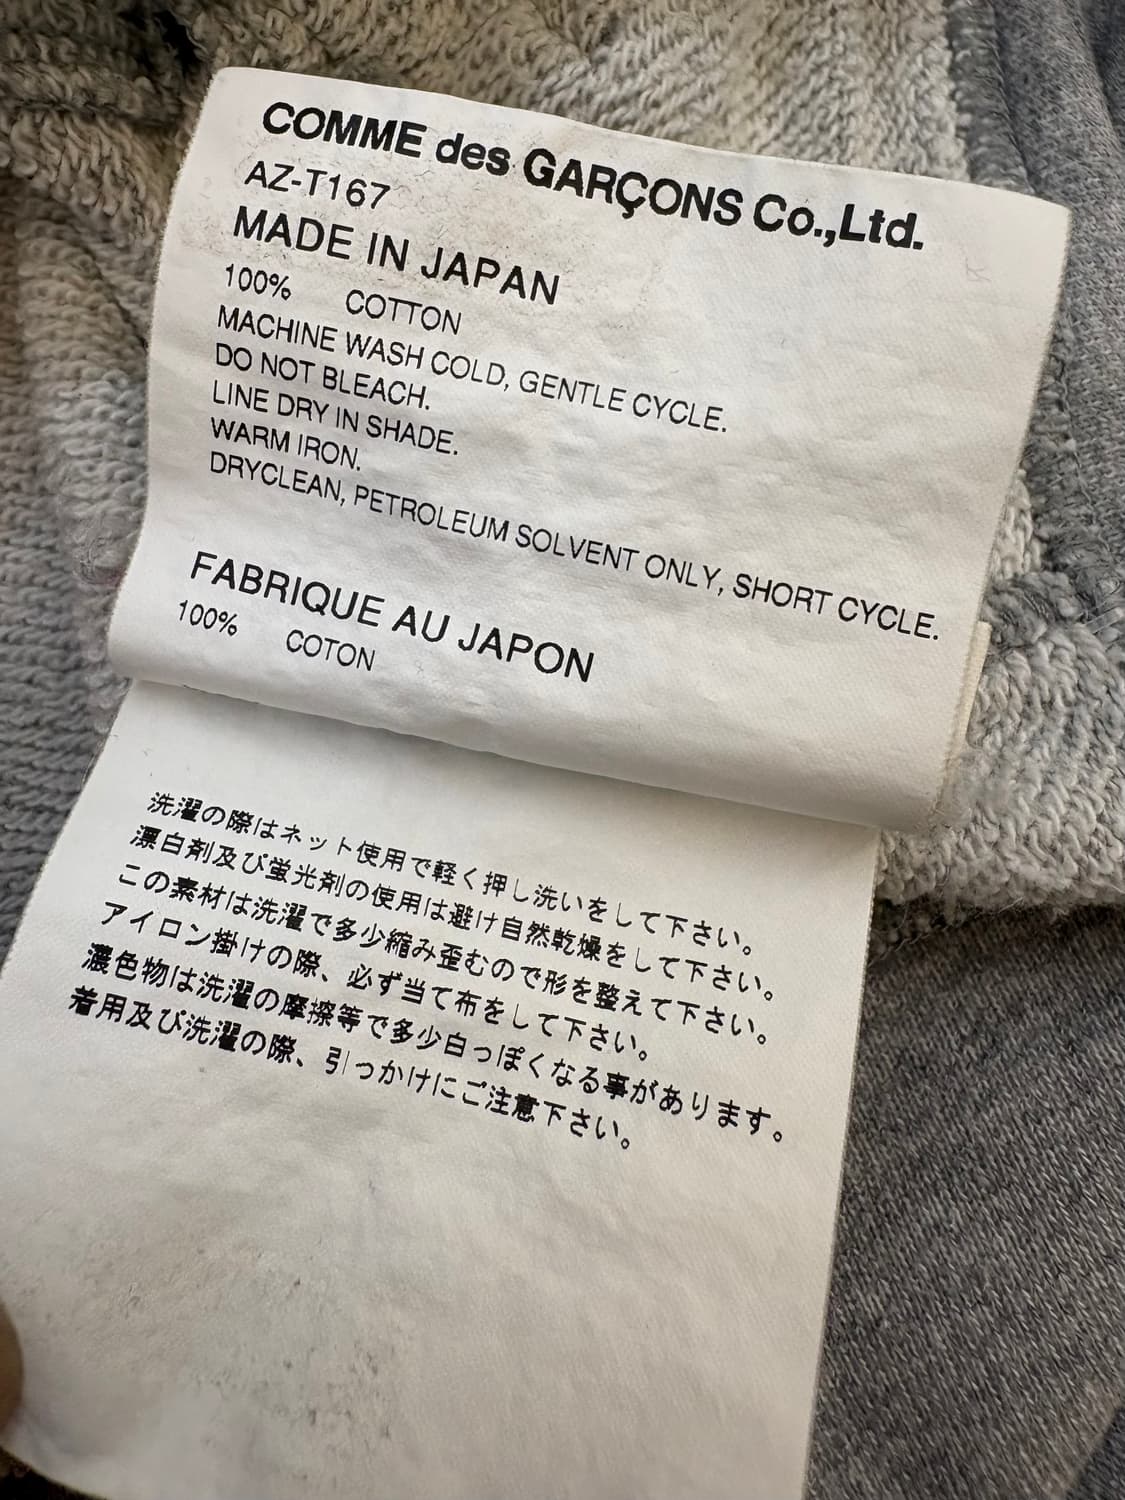 COMME des GARÇONS Co.,Ltd.
AZ-T167
MADE IN JAPAN
100% COTTON
MACHINE WASH COLD, GENTLE CYCLE.
DO NOT BLEACH.
LINE DRY IN SHADE.
WARM IRON.
DRYCLEAN, PETROLEUM SOLVENT ONLY, SHORT CYCLE.
FABRIQUE AU JAPON
100% COTON
洗濯の際はネット使用で軽く押し洗いをして下さい。
漂白剤及び蛍光剤の使用は避け自然乾燥をして下さい。
この素材は洗濯で多少縮み歪むので形を整えて下さい。
アイロン掛けの際、必ず当て布をして下さい。
濃色物は洗濯の摩擦等で多少白っぽくなる事があります。
着用及び洗濯の際、引っかけにご注意下さい。